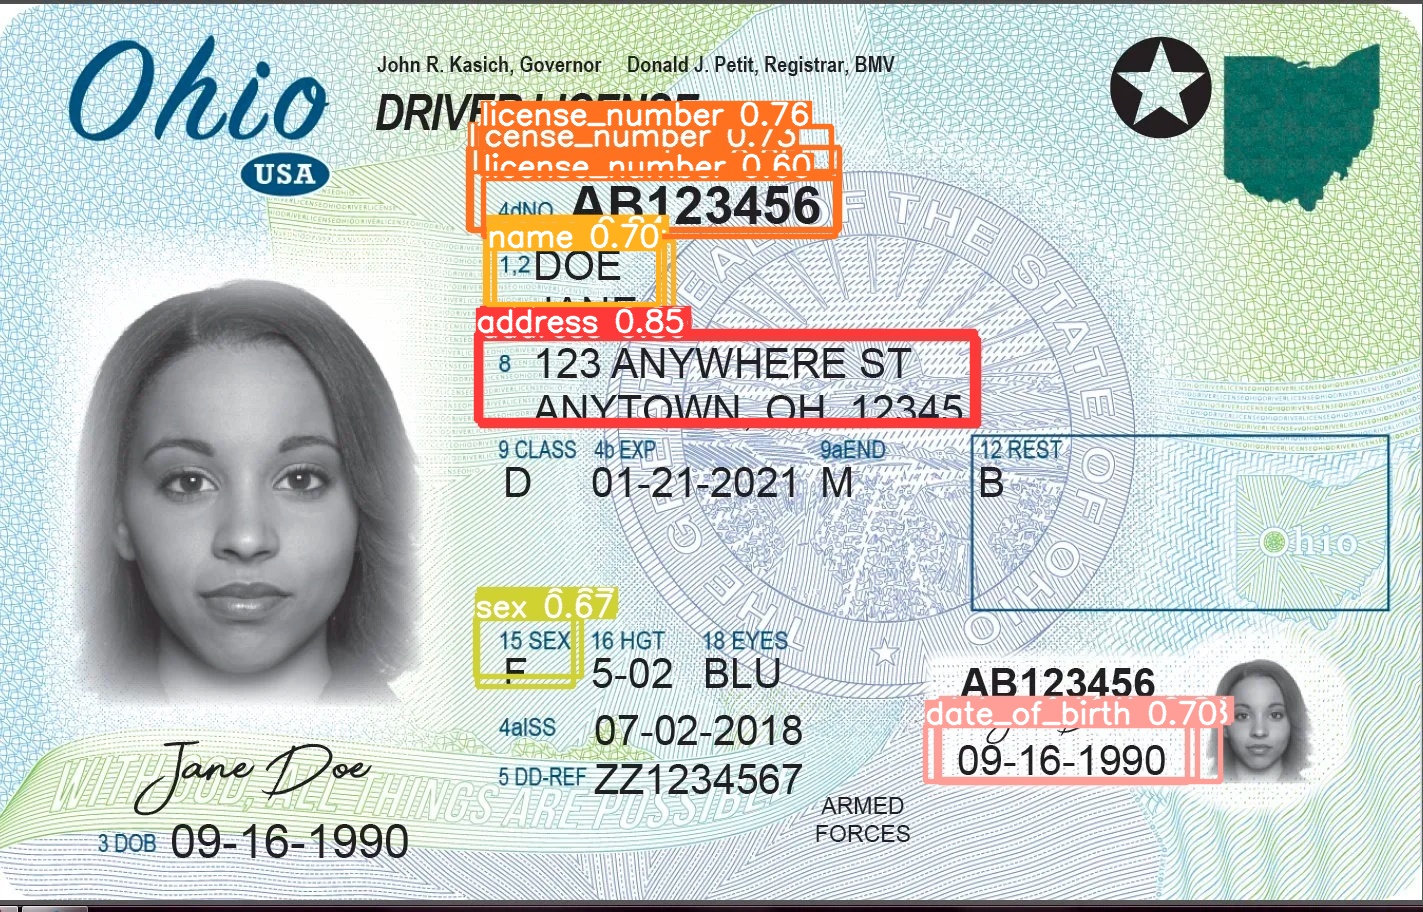 Ohio
USA
John R. Kasich, Governor Donald J. Petit, Registrar, BMV
DRIVER LICENSE
license_number 0.76
license_number 0.73
license_number 0.60
4dNO AB123456
name 0.70
1,2 DOE
JANE
address 0.85
8 123 ANYWHERE ST
ANYTOWN, OH, 12345
9 CLASS 4b EXP 9aEND 12 REST
D 01-21-2021 M B
THE GREAT SEAL OF THE STATE OF OHIO
Ohio
sex 0.67
15 SEX 16 HGT 18 EYES
F 5-02 BLU
4aISS 07-02-2018
5 DD-REF ZZ1234567
AB123456
date_of_birth 0.70
09-16-1990
ARMED
FORCES
Jane Doe
WITH GOD, ALL THINGS ARE POSSIBLE
3 DOB 09-16-1990